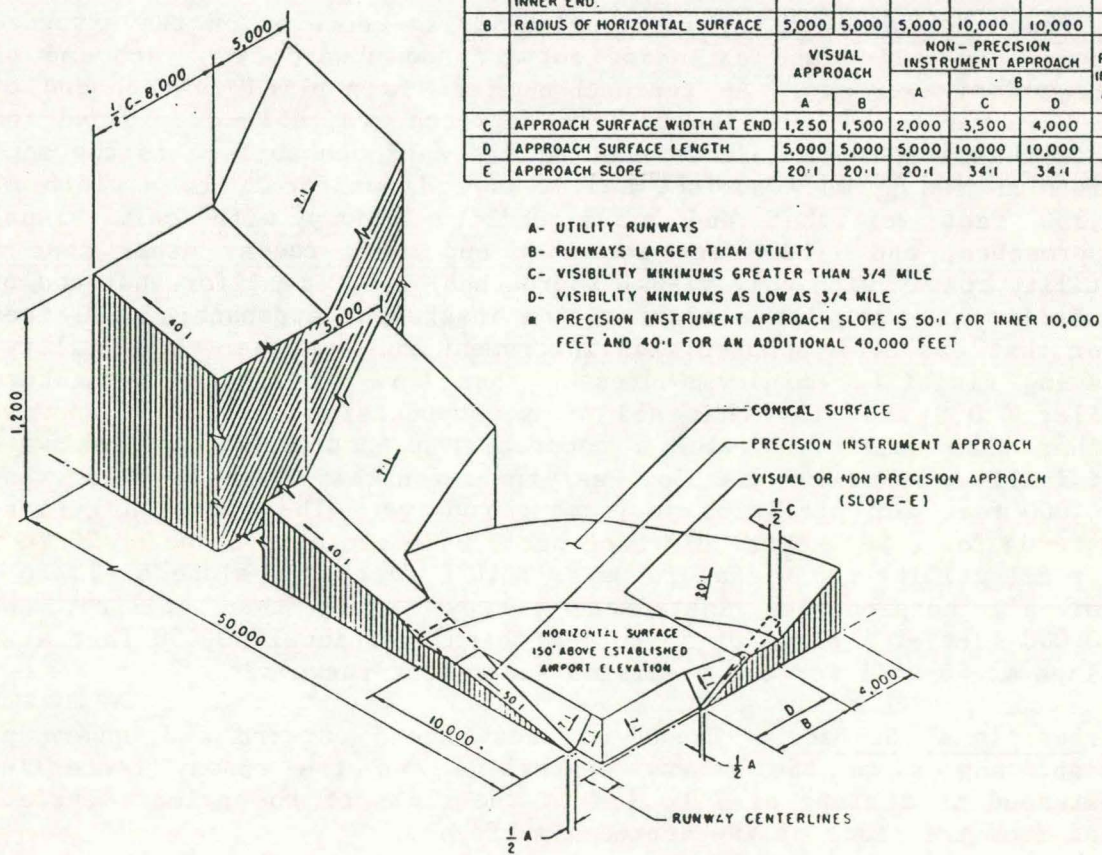 INNER END.
B RADIUS OF HORIZONTAL SURFACE 5,000 5,000 5,000 10,000 10,000
VISUAL APPROACH
NON-PRECISION INSTRUMENT APPROACH
B
A B A C D
C APPROACH SURFACE WIDTH AT END 1,250 1,500 2,000 3,500 4,000
D APPROACH SURFACE LENGTH 5,000 5,000 5,000 10,000 10,000
E APPROACH SLOPE 20:1 20:1 20:1 34:1 34:1
A- UTILITY RUNWAYS
B- RUNWAYS LARGER THAN UTILITY
C- VISIBILITY MINIMUMS GREATER THAN 3/4 MILE
D- VISIBILITY MINIMUMS AS LOW AS 3/4 MILE
PRECISION INSTRUMENT APPROACH SLOPE IS 50:1 FOR INNER 10,000
FEET AND 40:1 FOR AN ADDITIONAL 40,000 FEET
5,000
1/2 C-8,000
7:1
40:1
1,200
5,000
7:1
CONICAL SURFACE
PRECISION INSTRUMENT APPROACH
VISUAL OR NON PRECISION APPROACH
(SLOPE-E)
1/2 C
40:1
20:1
HORIZONTAL SURFACE
150' ABOVE ESTABLISHED
AIRPORT ELEVATION
50,000
50:1
7:1
7:1
7:1
7:1
4,000
D
B
10,000
1/2 A
RUNWAY CENTERLINES
1/2 A